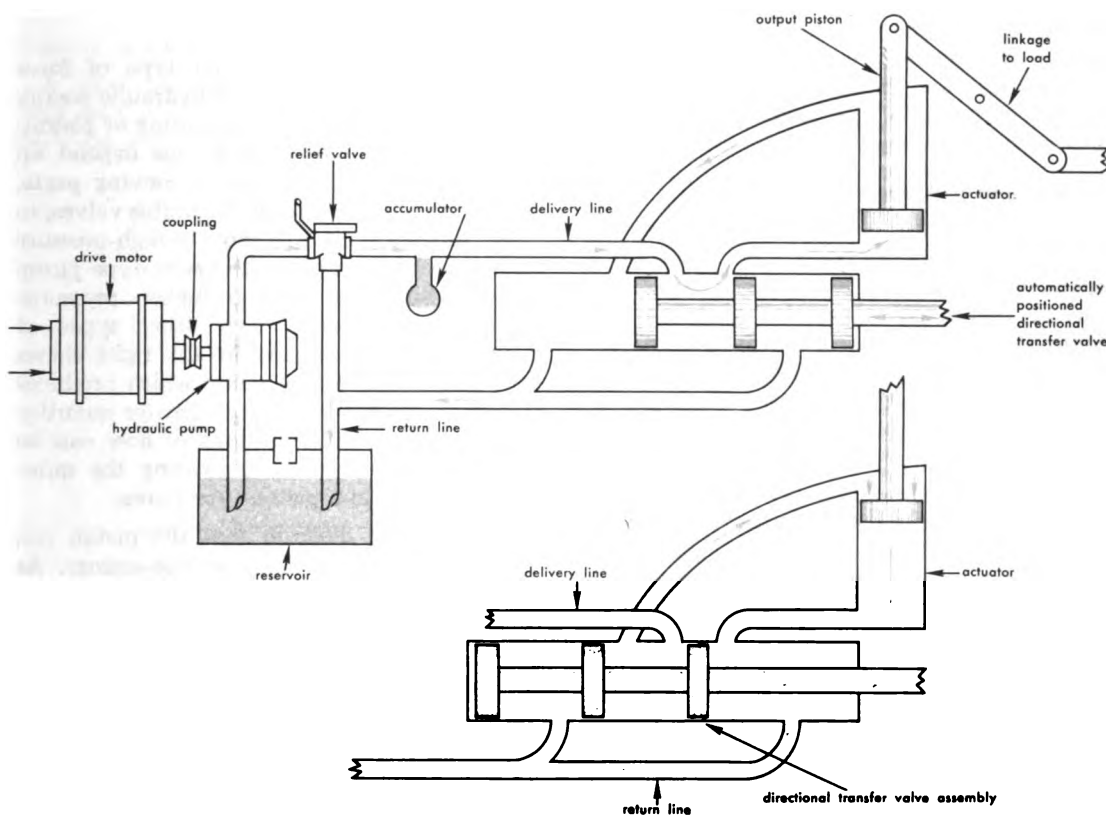 output piston
linkage
to load
relief valve
coupling
accumulator
delivery line
actuator.
drive motor
automatically
positioned
directional
transfer valve
hydraulic pump
return line
reservoir
delivery line
actuator
directional transfer valve assembly
return line